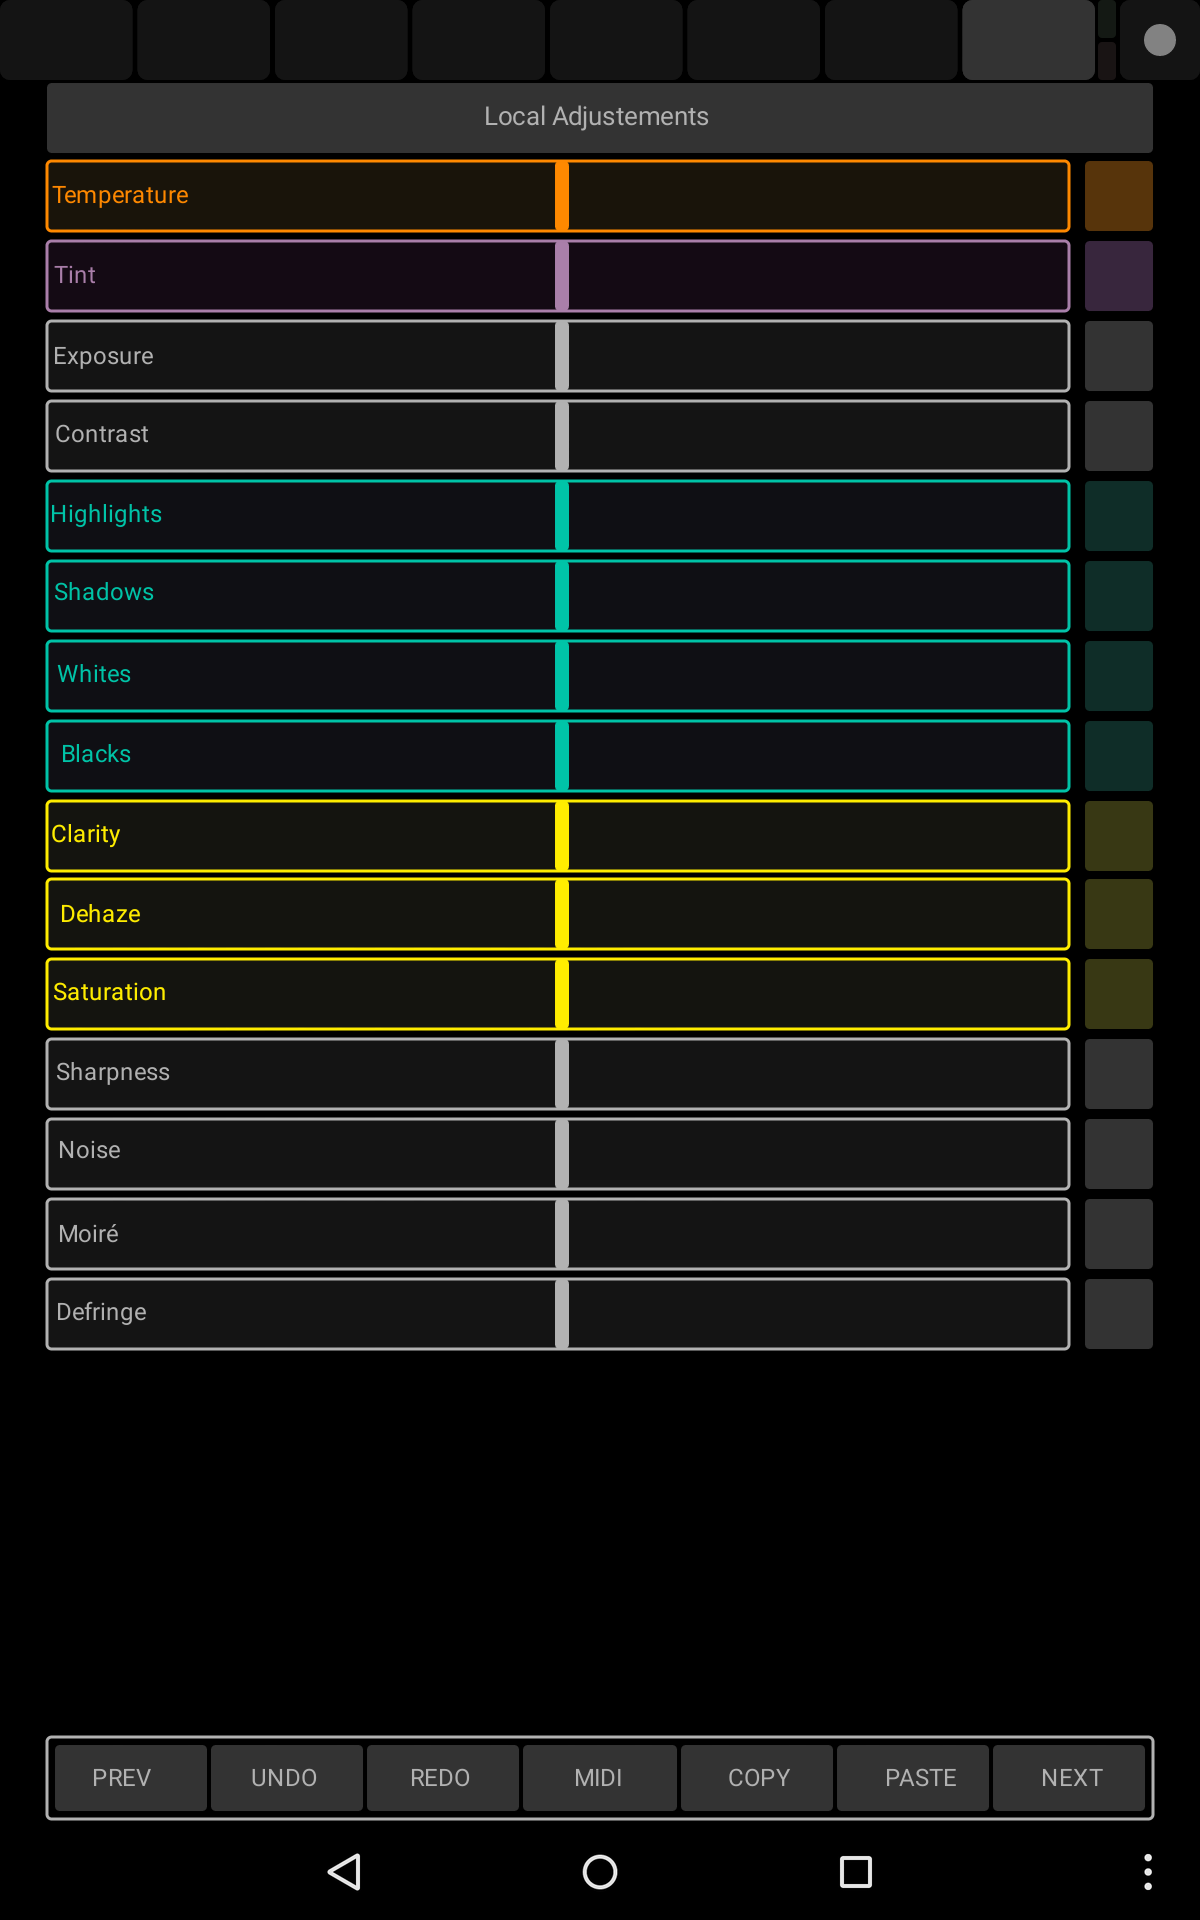 Local Adjustements
Temperature
Tint
Exposure
Contrast
Highlights
Shadows
Whites
Blacks
Clarity
Dehaze
Saturation
Sharpness
Noise
Moiré
Defringe
PREV UNDO REDO MIDI COPY PASTE NEXT